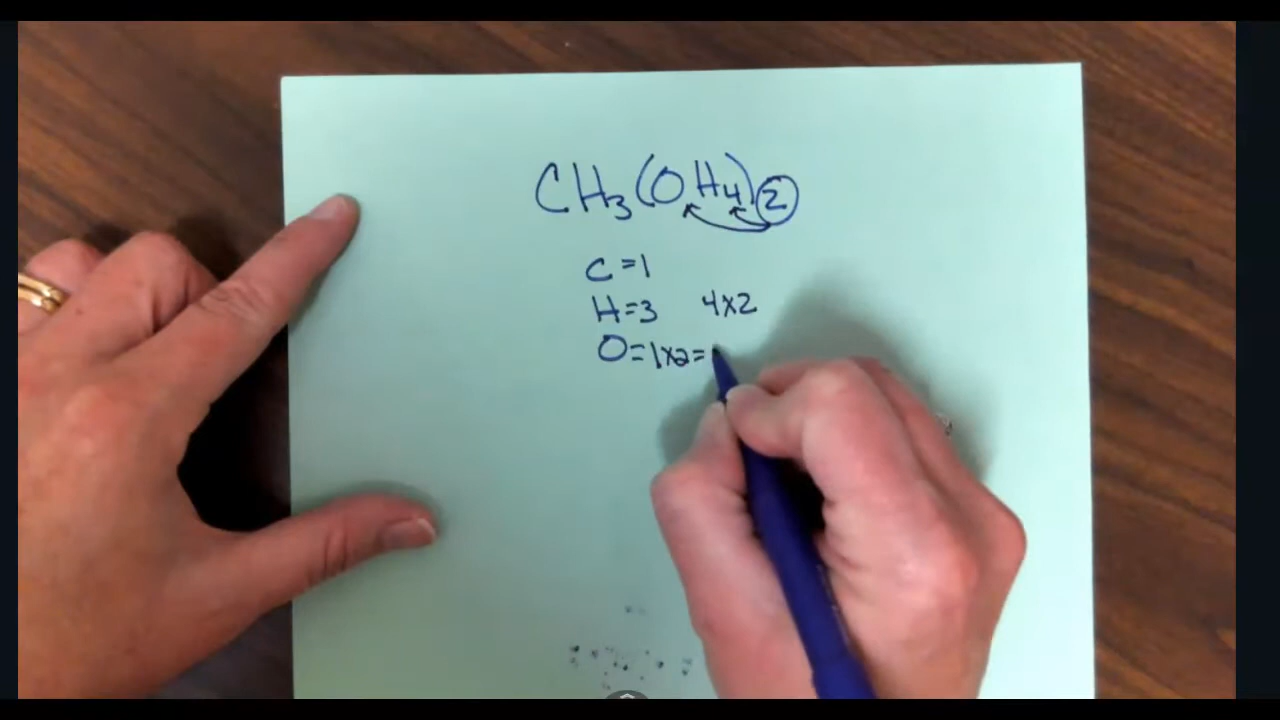 CH₃(OH₄)₂
C=1
H=3 4x2
O=1x2=